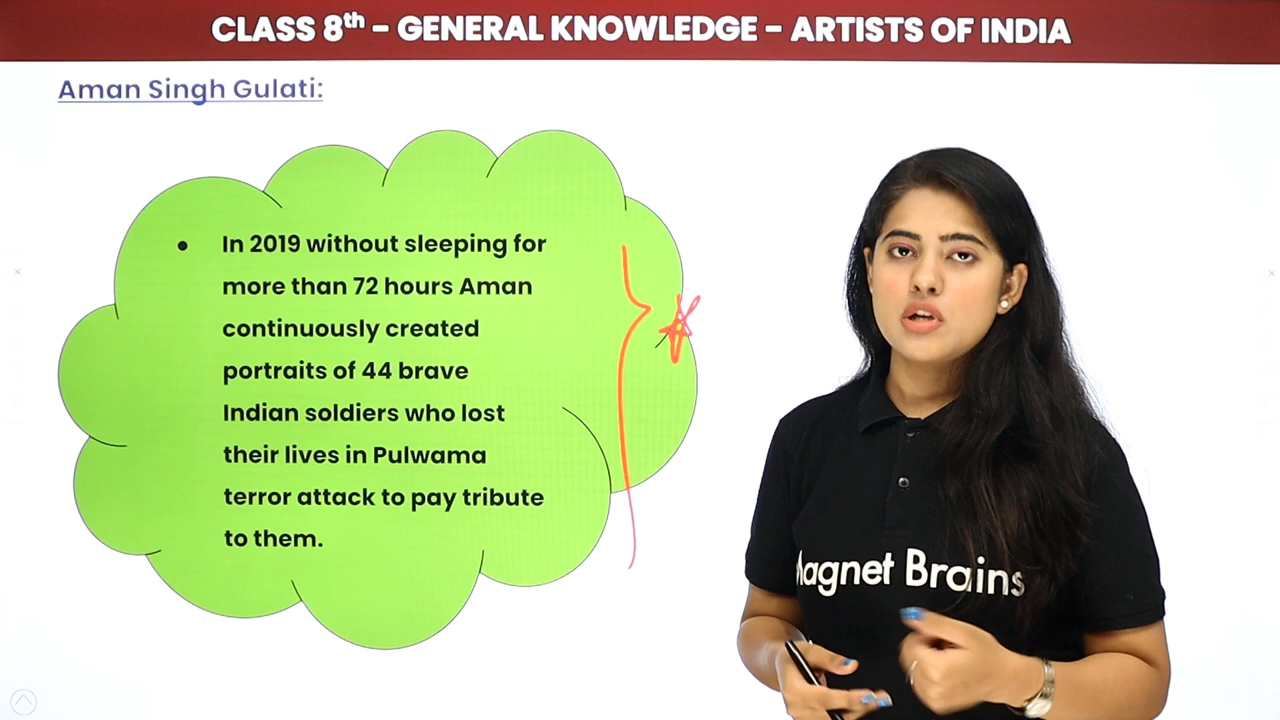 CLASS 8th - GENERAL KNOWLEDGE - ARTISTS OF INDIA
Aman Singh Gulati:
• In 2019 without sleeping for
more than 72 hours Aman
continuously created
portraits of 44 brave
Indian soldiers who lost
their lives in Pulwama
terror attack to pay tribute
to them.
Magnet Brains